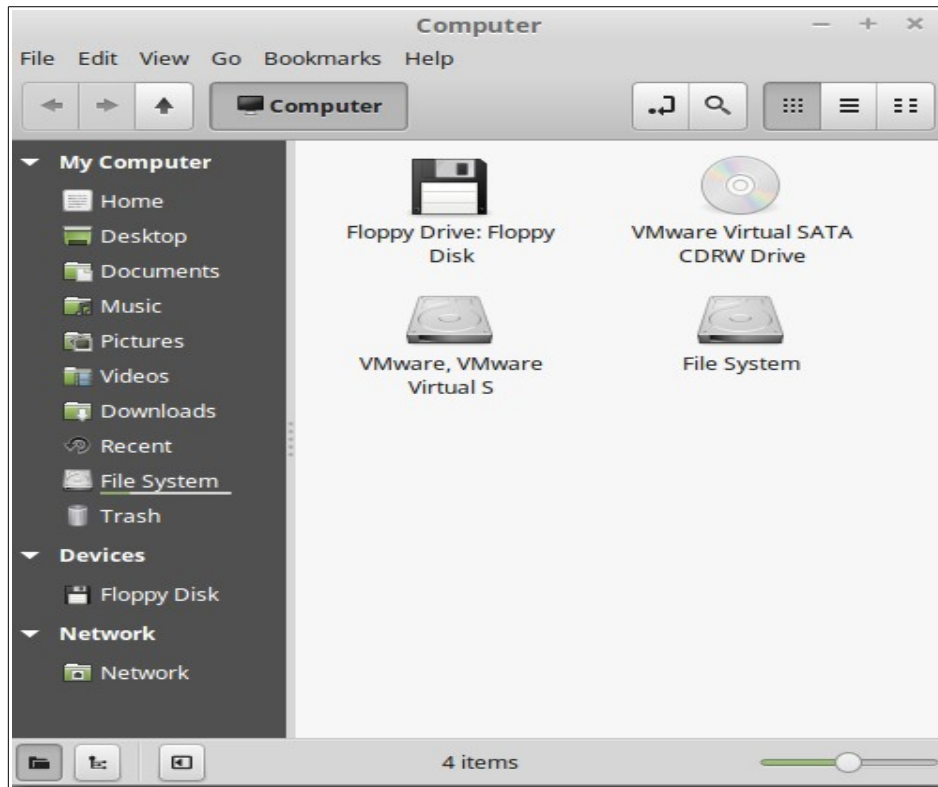 Computer
File Edit View Go Bookmarks Help
Computer
My Computer
Home
Desktop
Documents
Music
Pictures
Videos
Downloads
Recent
File System
Trash
Devices
Floppy Disk
Network
Network
Floppy Drive: Floppy
Disk
VMware Virtual SATA
CDRW Drive
VMware, VMware
Virtual S
File System
4 items